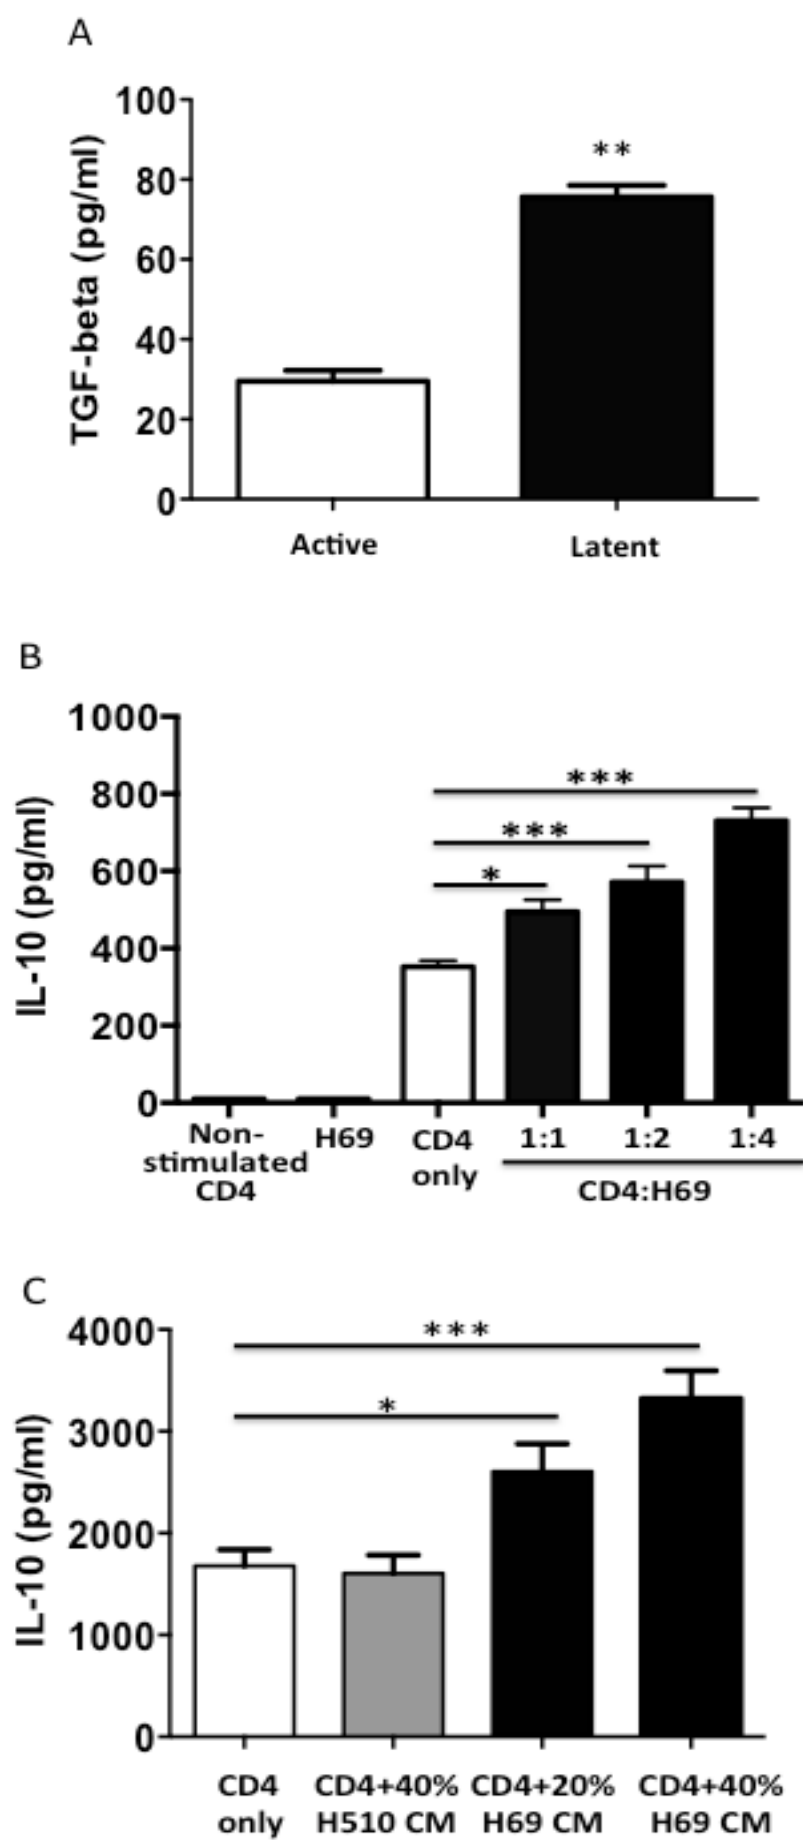 A
100
80
60
40
20
0
TGF-beta (pg/ml)
**
Active Latent
B
1000
800
600
400
200
0
IL-10 (pg/ml)
***
***
*
Non-stimulated CD4
H69
CD4 only
1:1 1:2 1:4
CD4:H69
C
4000
3000
2000
1000
0
IL-10 (pg/ml)
***
*
CD4 only
CD4+40% H510 CM
CD4+20% H69 CM
CD4+40% H69 CM